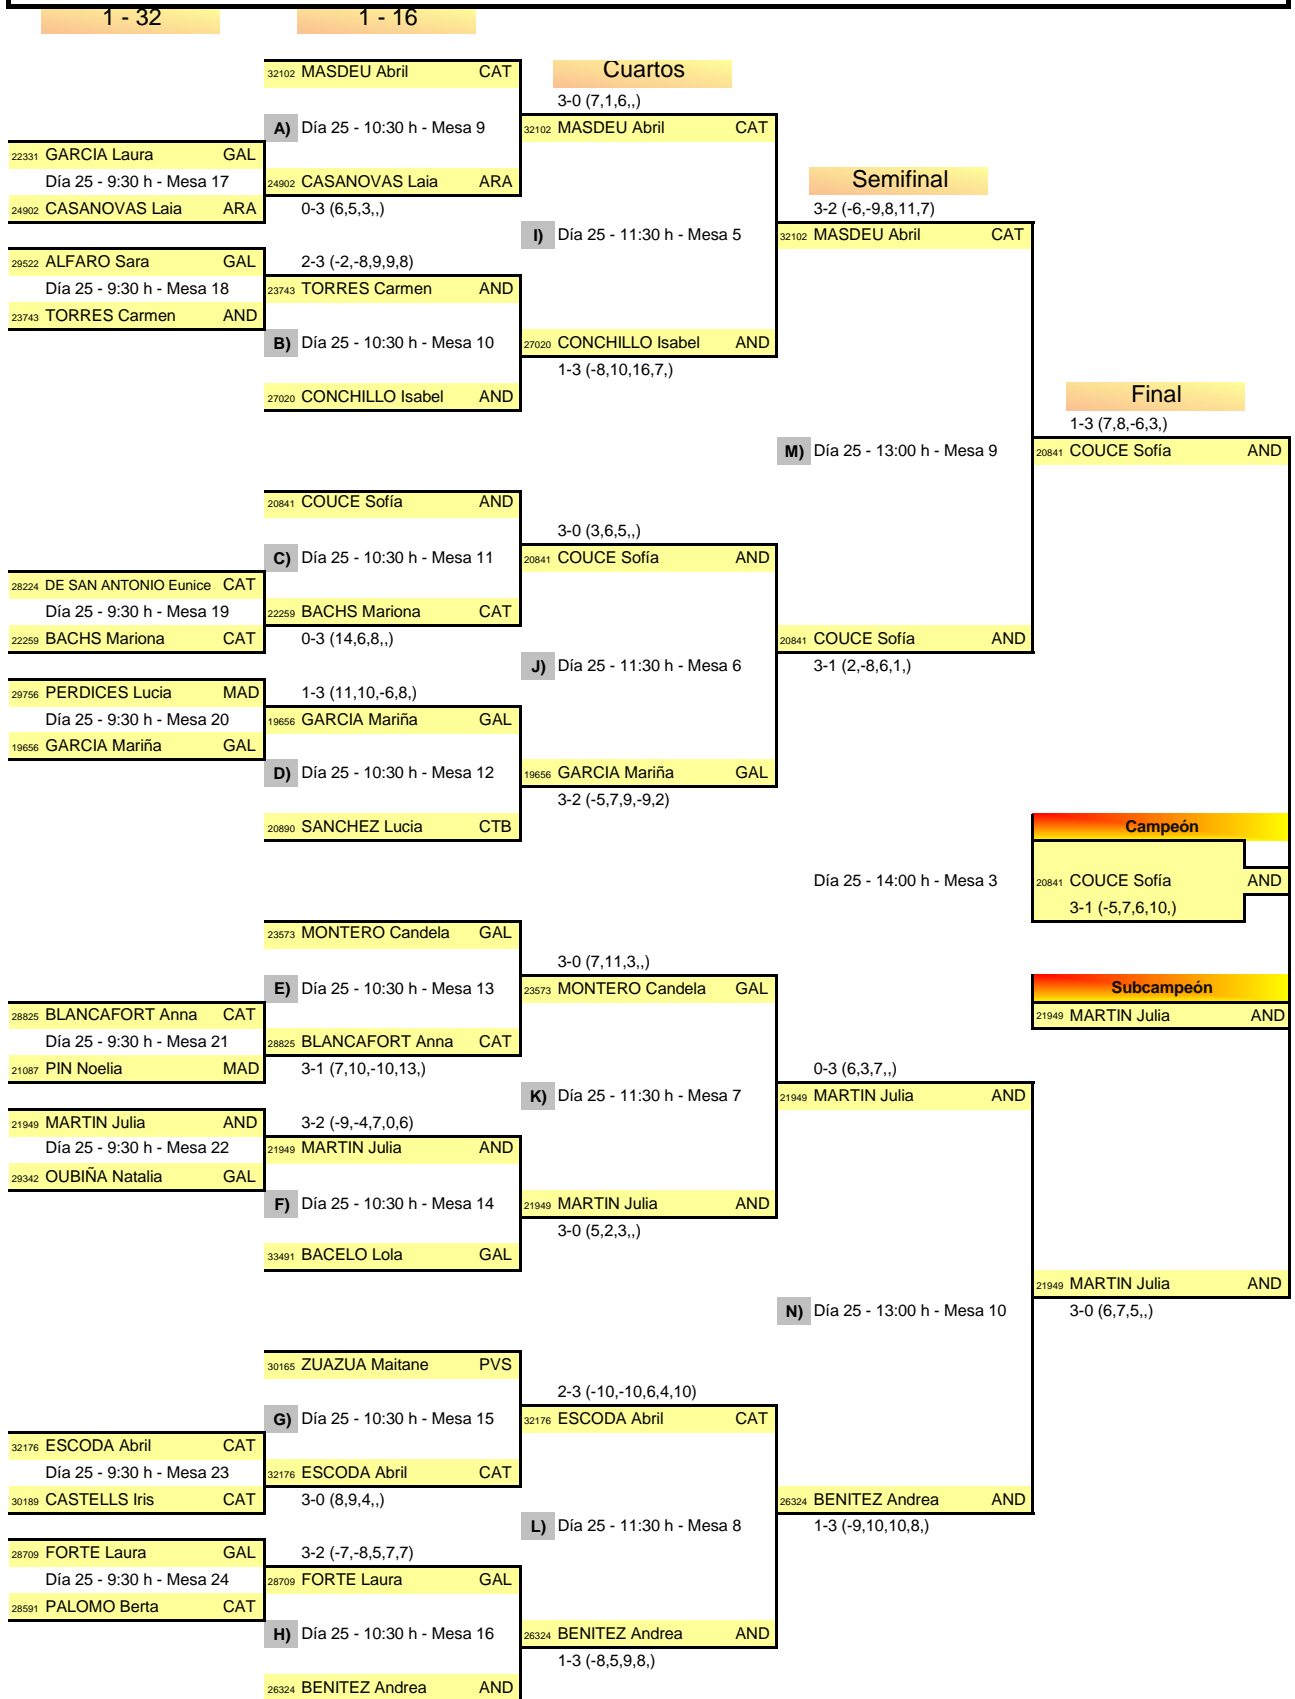 1 - 32
1 - 16
32102 MASDEU Abril CAT
Cuartos
3-0 (7,1,6,,)
A) Día 25 - 10:30 h - Mesa 9
32102 MASDEU Abril CAT
22331 GARCIA Laura GAL
Día 25 - 9:30 h - Mesa 17
24902 CASANOVAS Laia ARA
Semifinal
24902 CASANOVAS Laia ARA
0-3 (6,5,3,,)
3-2 (-6,-9,8,11,7)
I) Día 25 - 11:30 h - Mesa 5
32102 MASDEU Abril CAT
29522 ALFARO Sara GAL
2-3 (-2,-8,9,9,8)
Día 25 - 9:30 h - Mesa 18
23743 TORRES Carmen AND
23743 TORRES Carmen AND
B) Día 25 - 10:30 h - Mesa 10
27020 CONCHILLO Isabel AND
1-3 (-8,10,16,7,)
27020 CONCHILLO Isabel AND
Final
1-3 (7,8,-6,3,)
M) Día 25 - 13:00 h - Mesa 9
20841 COUCE Sofía AND
20841 COUCE Sofía AND
3-0 (3,6,5,,)
C) Día 25 - 10:30 h - Mesa 11
20841 COUCE Sofía AND
28224 DE SAN ANTONIO Eunice CAT
Día 25 - 9:30 h - Mesa 19
22259 BACHS Mariona CAT
22259 BACHS Mariona CAT
0-3 (14,6,8,,)
20841 COUCE Sofía AND
J) Día 25 - 11:30 h - Mesa 6
3-1 (2,-8,6,1,)
29756 PERDICES Lucia MAD
1-3 (11,10,-6,8,)
Día 25 - 9:30 h - Mesa 20
19656 GARCIA Mariña GAL
19656 GARCIA Mariña GAL
D) Día 25 - 10:30 h - Mesa 12
19656 GARCIA Mariña GAL
3-2 (-5,7,9,-9,2)
20890 SANCHEZ Lucia CTB
Campeón
Día 25 - 14:00 h - Mesa 3
20841 COUCE Sofía AND
3-1 (-5,7,6,10,)
23573 MONTERO Candela GAL
3-0 (7,11,3,,)
E) Día 25 - 10:30 h - Mesa 13
23573 MONTERO Candela GAL
Subcampeón
21949 MARTIN Julia AND
28825 BLANCAFORT Anna CAT
Día 25 - 9:30 h - Mesa 21
28825 BLANCAFORT Anna CAT
21087 PIN Noelia MAD
3-1 (7,10,-10,13,)
0-3 (6,3,7,,)
K) Día 25 - 11:30 h - Mesa 7
21949 MARTIN Julia AND
21949 MARTIN Julia AND
3-2 (-9,-4,7,0,6)
Día 25 - 9:30 h - Mesa 22
21949 MARTIN Julia AND
29342 OUBIÑA Natalia GAL
F) Día 25 - 10:30 h - Mesa 14
21949 MARTIN Julia AND
3-0 (5,2,3,,)
33491 BACELO Lola GAL
21949 MARTIN Julia AND
N) Día 25 - 13:00 h - Mesa 10
3-0 (6,7,5,,)
30165 ZUAZUA Maitane PVS
2-3 (-10,-10,6,4,10)
G) Día 25 - 10:30 h - Mesa 15
32176 ESCODA Abril CAT
32176 ESCODA Abril CAT
Día 25 - 9:30 h - Mesa 23
32176 ESCODA Abril CAT
30189 CASTELLS Iris CAT
3-0 (8,9,4,,)
26324 BENITEZ Andrea AND
L) Día 25 - 11:30 h - Mesa 8
1-3 (-9,10,10,8,)
28709 FORTE Laura GAL
3-2 (-7,-8,5,7,7)
Día 25 - 9:30 h - Mesa 24
28709 FORTE Laura GAL
28591 PALOMO Berta CAT
H) Día 25 - 10:30 h - Mesa 16
26324 BENITEZ Andrea AND
1-3 (-8,5,9,8,)
26324 BENITEZ Andrea AND